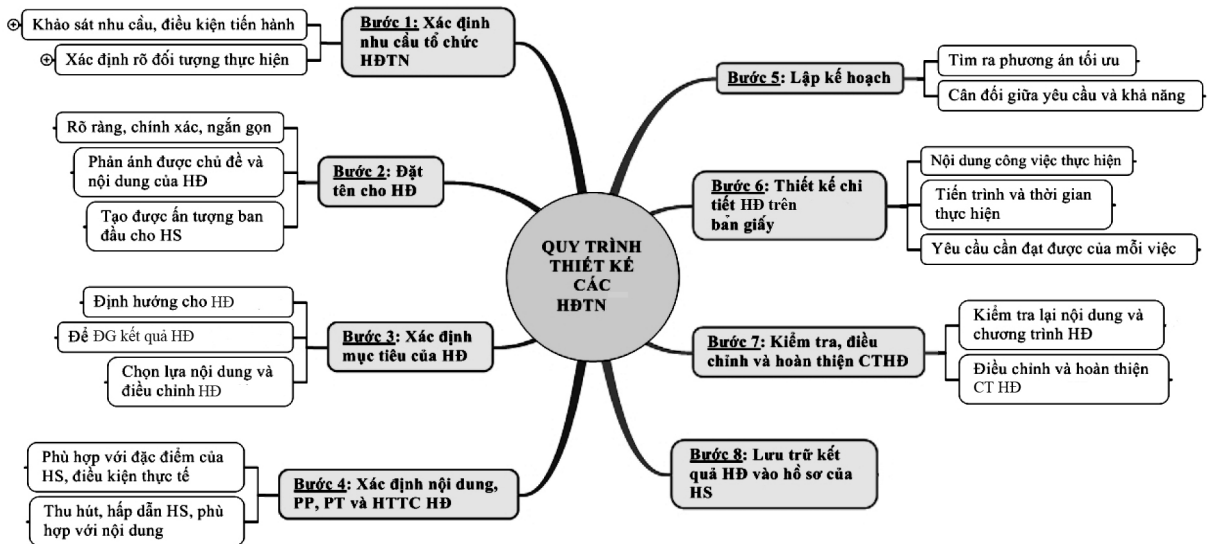 QUY TRÌNH
THIẾT KẾ
CÁC
HĐTN
Bước 1: Xác định
nhu cầu tổ chức
HĐTN
Khảo sát nhu cầu, điều kiện tiến hành
Xác định rõ đối tượng thực hiện
Bước 2: Đặt
tên cho HĐ
Rõ ràng, chính xác, ngắn gọn
Phản ánh được chủ đề và
nội dung của HĐ
Tạo được ấn tượng ban
đầu cho HS
Bước 3: Xác định
mục tiêu của HĐ
Định hướng cho HĐ
Để ĐG kết quả HĐ
Chọn lựa nội dung và
điều chỉnh HĐ
Bước 4: Xác định nội dung,
PP, PT và HTTC HĐ
Phù hợp với đặc điểm của
HS, điều kiện thực tế
Thu hút, hấp dẫn HS, phù
hợp với nội dung
Bước 5: Lập kế hoạch
Tìm ra phương án tối ưu
Cân đối giữa yêu cầu và khả năng
Bước 6: Thiết kế chi
tiết HĐ trên
bản giấy
Nội dung công việc thực hiện
Tiến trình và thời gian
thực hiện
Yêu cầu cần đạt được của mỗi việc
Bước 7: Kiểm tra, điều
chỉnh và hoàn thiện CTHĐ
Kiểm tra lại nội dung và
chương trình HĐ
Điều chỉnh và hoàn thiện
CT HĐ
Bước 8: Lưu trữ kết
quả HĐ vào hồ sơ của
HS